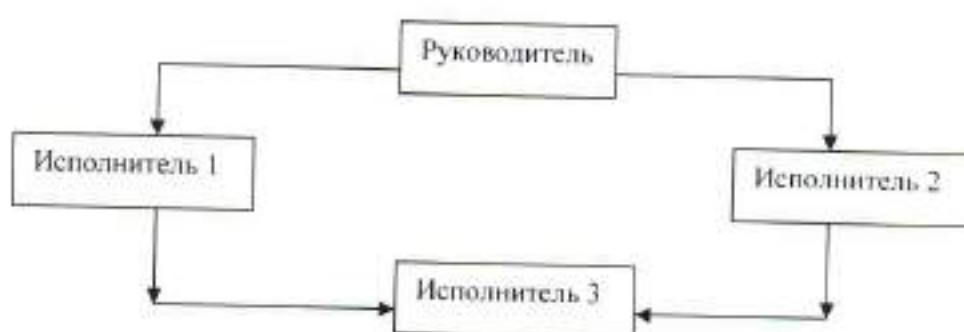 Руководитель
Исполнитель 1
Исполнитель 2
Исполнитель 3